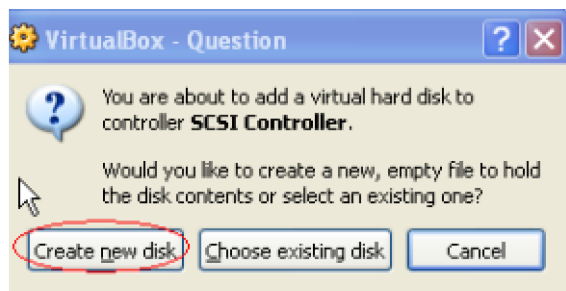 VirtualBox - Question
You are about to add a virtual hard disk to
controller SCSI Controller.
Would you like to create a new, empty file to hold
the disk contents or select an existing one?
Create new disk Choose existing disk Cancel